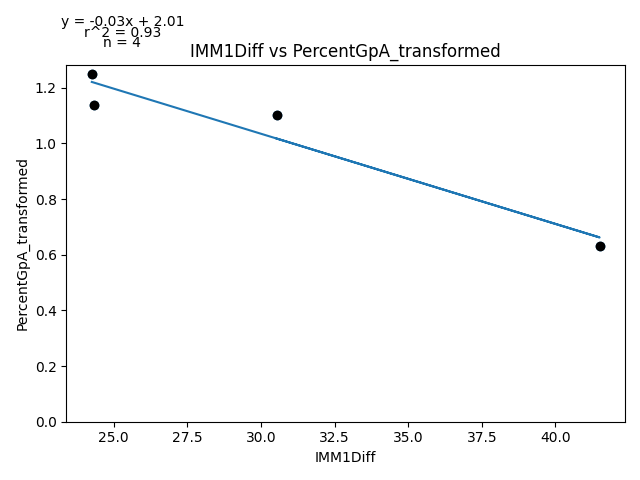 y = -0.03x + 2.01
r^2 = 0.93
n = 4
IMM1Diff vs PercentGpA_transformed
PercentGpA_transformed
1.2
1.0
0.8
0.6
0.4
0.2
0.0
25.0 27.5 30.0 32.5 35.0 37.5 40.0
IMM1Diff